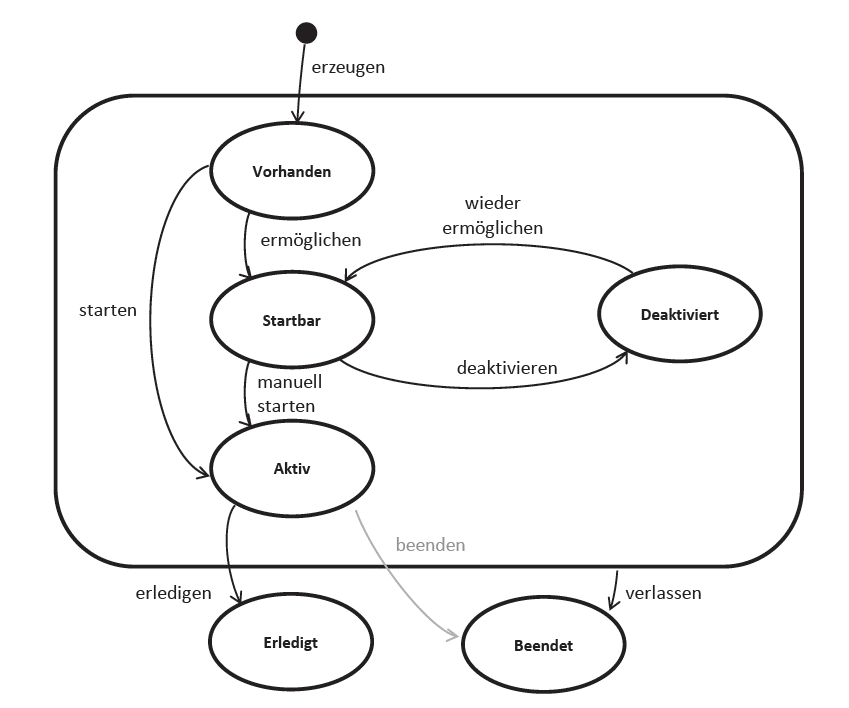 erzeugen
Vorhanden
wieder
ermöglichen
ermöglichen
starten
Startbar
Deaktiviert
deaktivieren
manuell
starten
Aktiv
beenden
erledigen
verlassen
Erledigt
Beendet